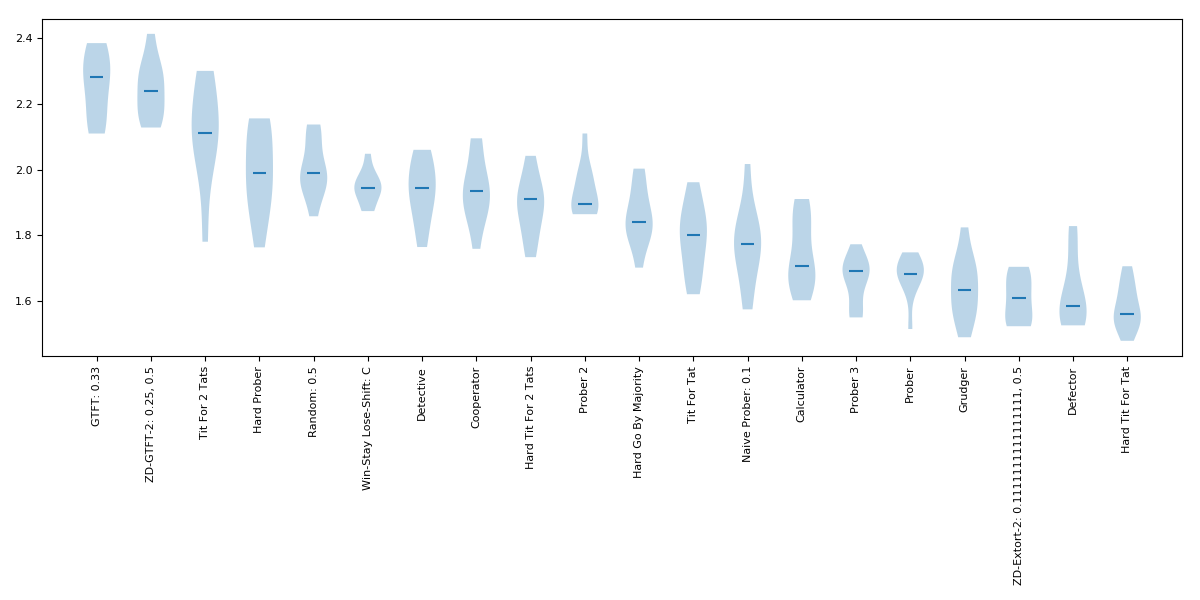 2.4
2.2
2.0
1.8
1.6
GTFT: 0.33
ZD-GTFT-2: 0.25, 0.5
Tit For 2 Tats
Hard Prober
Random: 0.5
Win-Stay Lose-Shift: C
Detective
Cooperator
Hard Tit For 2 Tats
Prober 2
Hard Go By Majority
Tit For Tat
Naive Prober: 0.1
Calculator
Prober 3
Prober
Grudger
ZD-Extort-2: 0.1111111111111111, 0.5
Defector
Hard Tit For Tat